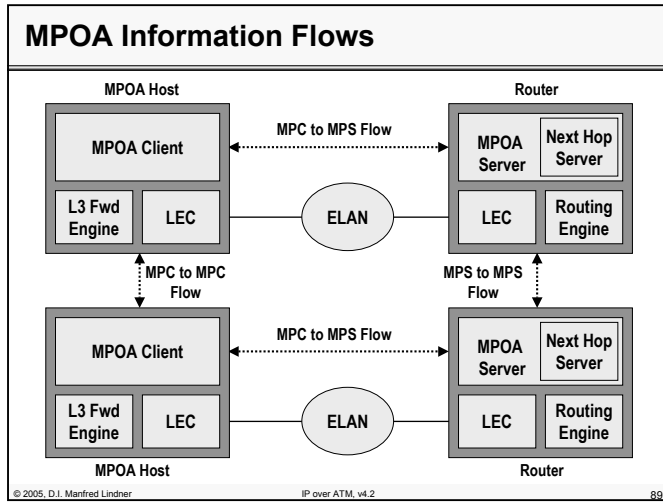 MPOA Information Flows
MPOA Host
Router
MPOA Client
MPC to MPS Flow
MPOA
Server
Next Hop
Server
L3 Fwd
Engine
LEC
ELAN
LEC
Routing
Engine
MPC to MPC
Flow
MPS to MPS
Flow
MPOA Client
MPC to MPS Flow
MPOA
Server
Next Hop
Server
L3 Fwd
Engine
LEC
ELAN
LEC
Routing
Engine
MPOA Host
Router
© 2005, D.I. Manfred Lindner
IP over ATM, v4.2
89